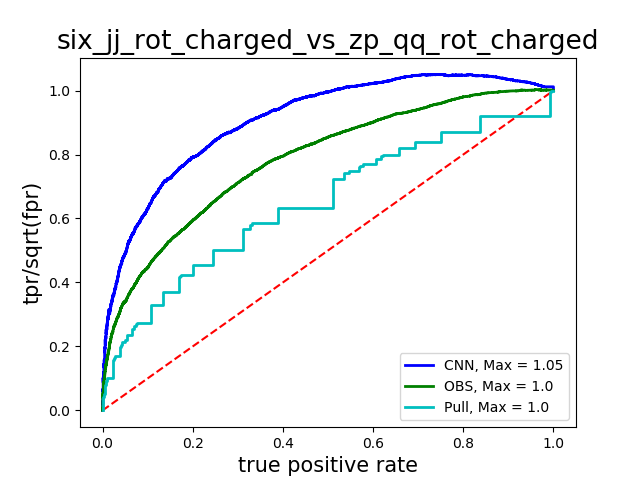 six_jj_rot_charged_vs_zp_qq_rot_charged
tpr/sqrt(fpr)
1.0
0.8
0.6
0.4
0.2
0.0
CNN, Max = 1.05
OBS, Max = 1.0
Pull, Max = 1.0
0.0 0.2 0.4 0.6 0.8 1.0
true positive rate